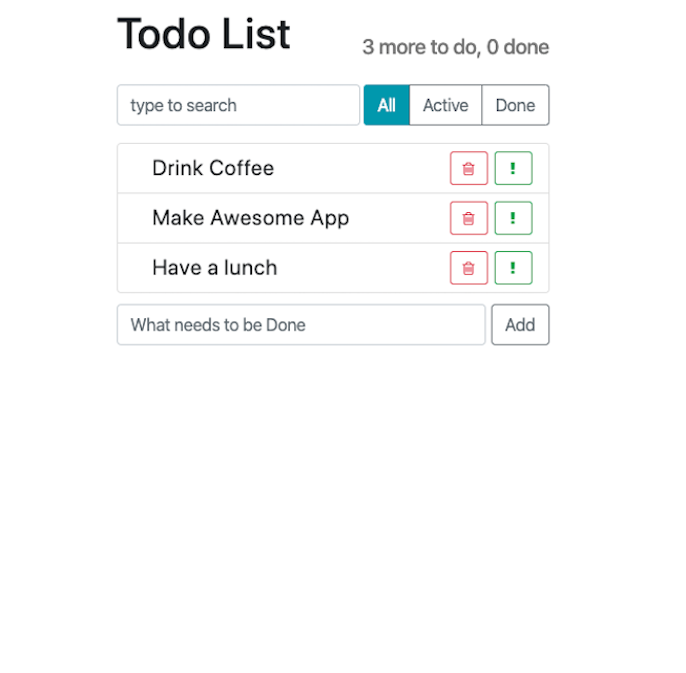 Todo List
3 more to do, 0 done
type to search
All
Active
Done
Drink Coffee
!
Make Awesome App
!
Have a lunch
!
What needs to be Done
Add